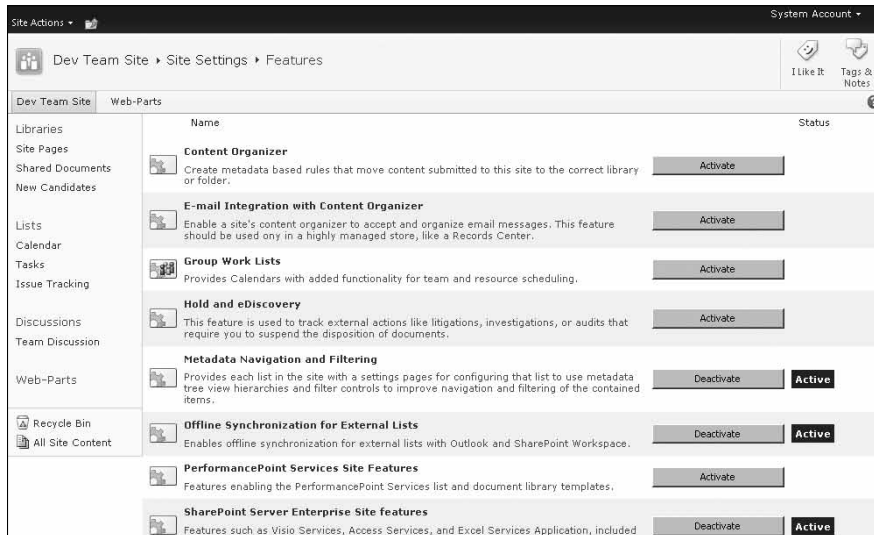 Site Actions
System Account
Dev Team Site ▸ Site Settings ▸ Features
I Like It
Tags &
Notes
Dev Team Site
Web-Parts
Libraries
Site Pages
Shared Documents
New Candidates
Lists
Calendar
Tasks
Issue Tracking
Discussions
Team Discussion
Web-Parts
Recycle Bin
All Site Content
Name
Status
Content Organizer
Create metadata based rules that move content submitted to this site to the correct library
or folder.
Activate
E-mail Integration with Content Organizer
Enable a site's content organizer to accept and organize email messages. This feature
should be used ony in a highly managed store, like a Records Center.
Activate
Group Work Lists
Provides Calendars with added functionality for team and resource scheduling.
Activate
Hold and eDiscovery
This feature is used to track external actions like litigations, investigations, or audits that
require you to suspend the disposition of documents.
Activate
Metadata Navigation and Filtering
Provides each list in the site with a settings pages for configuring that list to use metadata
tree view hierarchies and filter controls to improve navigation and filtering of the contained
items.
Deactivate
Active
Offline Synchronization for External Lists
Enables offline synchronization for external lists with Outlook and SharePoint Workspace.
Deactivate
Active
PerformancePoint Services Site Features
Features enabling the PerformancePoint Services list and document library templates.
Activate
SharePoint Server Enterprise Site features
Features such as Visio Services, Access Services, and Excel Services Application, included
Deactivate
Active